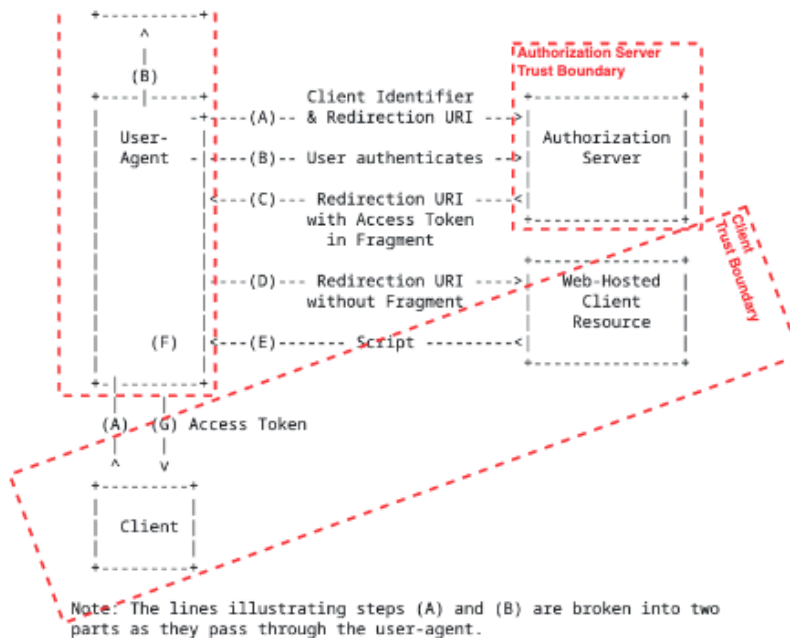 +----------+
^
|
(B)
Authorization Server
Trust Boundary
+----|-----+          Client Identifier      +---------------+
|         -+----(A)-- & Redirection URI --->|               |
|  User-   |                                | Authorization |
|  Agent  -|----(B)-- User authenticates -->|     Server    |
|          |                                |               |
|          |<---(C)--- Redirection URI ----<|               |
|          |          with Access Token     +---------------+
|          |            in Fragment
Client
Trust Boundary
|          |                                +---------------+
|          |----(D)--- Redirection URI ---->|   Web-Hosted  |
|          |          without Fragment      |     Client    |
|          |                                |    Resource   |
|     (F)  |<---(E)------- Script ---------<|               |
|          |                                +---------------+
+-|--------+
|    |
(A)  (G) Access Token
|    |
^    v
+---------+
|         |
|  Client |
|         |
+---------+
Note: The lines illustrating steps (A) and (B) are broken into two
parts as they pass through the user-agent.